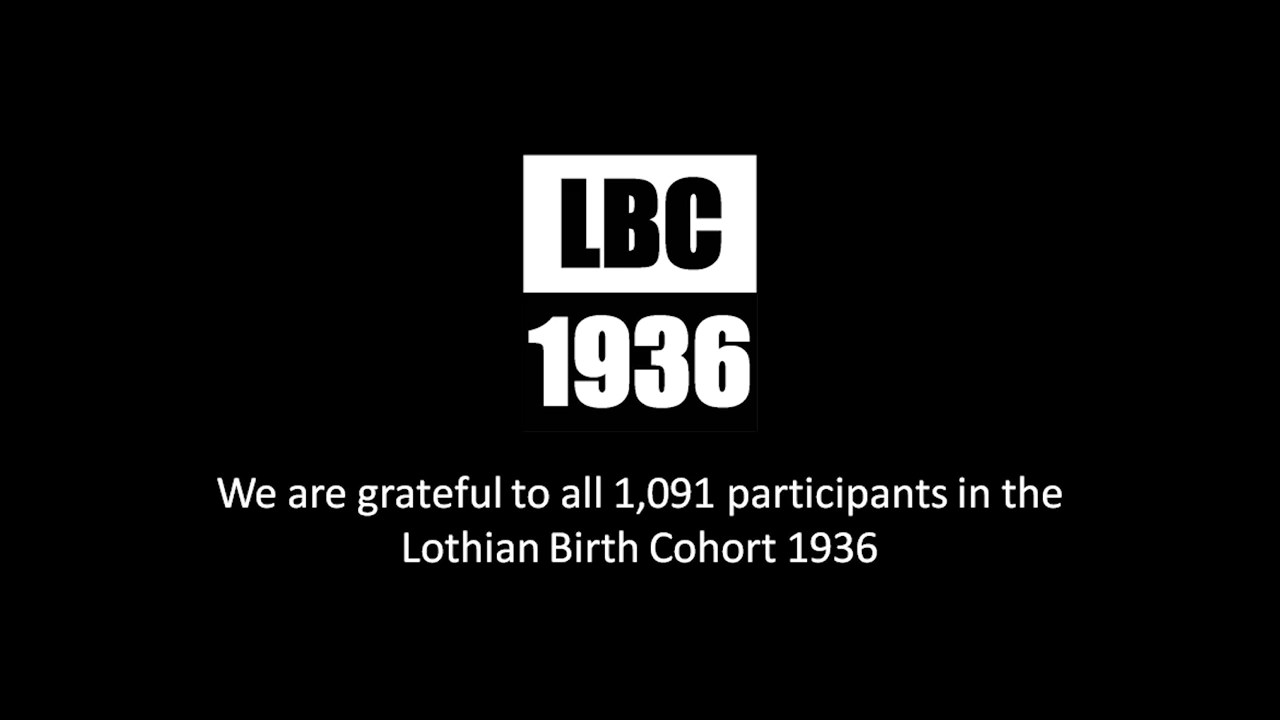 LBC
1936
We are grateful to all 1,091 participants in the
Lothian Birth Cohort 1936